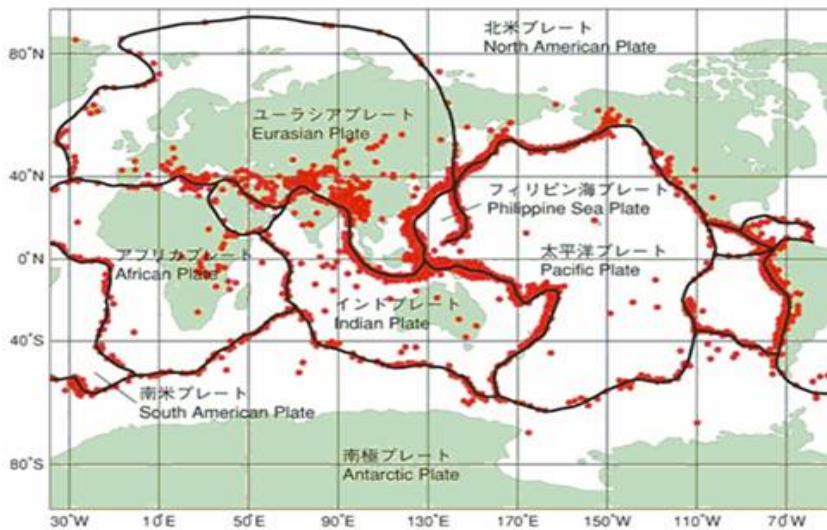 北米プレート
North American Plate
80°N
ユーラシアプレート
Eurasian Plate
40°N
フィリピン海プレート
Philippine Sea Plate
太平洋プレート
Pacific Plate
0°N
アフリカプレート
African Plate
インドプレート
Indian Plate
40°S
南米プレート
South American Plate
南極プレート
Antarctic Plate
80°S
30°W 10°E 50°E 90°E 130°E 170°E 150°W 110°W 70°W